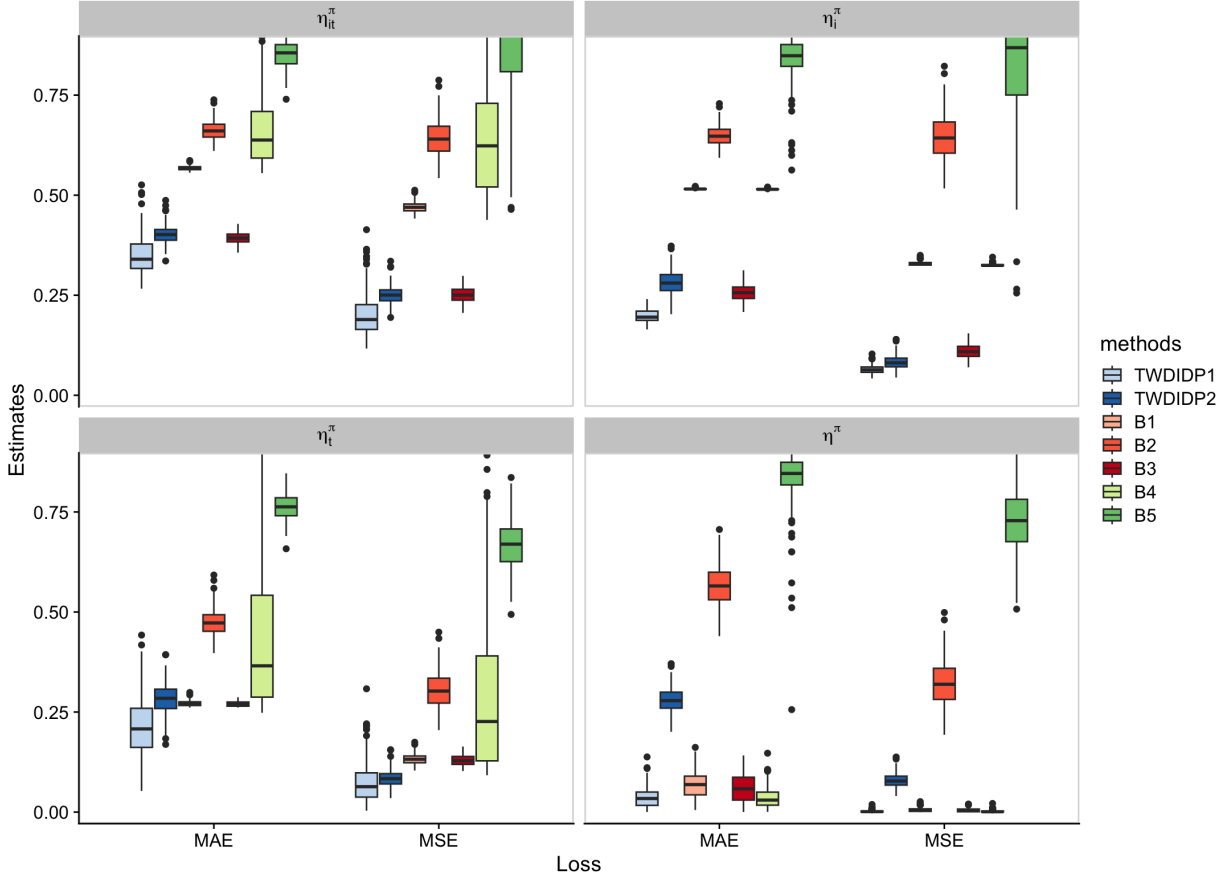 η_it^π
η_i^π
0.75
0.50
0.25
0.00
η_t^π
η^π
0.75
0.50
0.25
0.00
Estimates
MAE
MSE
MAE
MSE
Loss
methods
TWDIDP1
TWDIDP2
B1
B2
B3
B4
B5